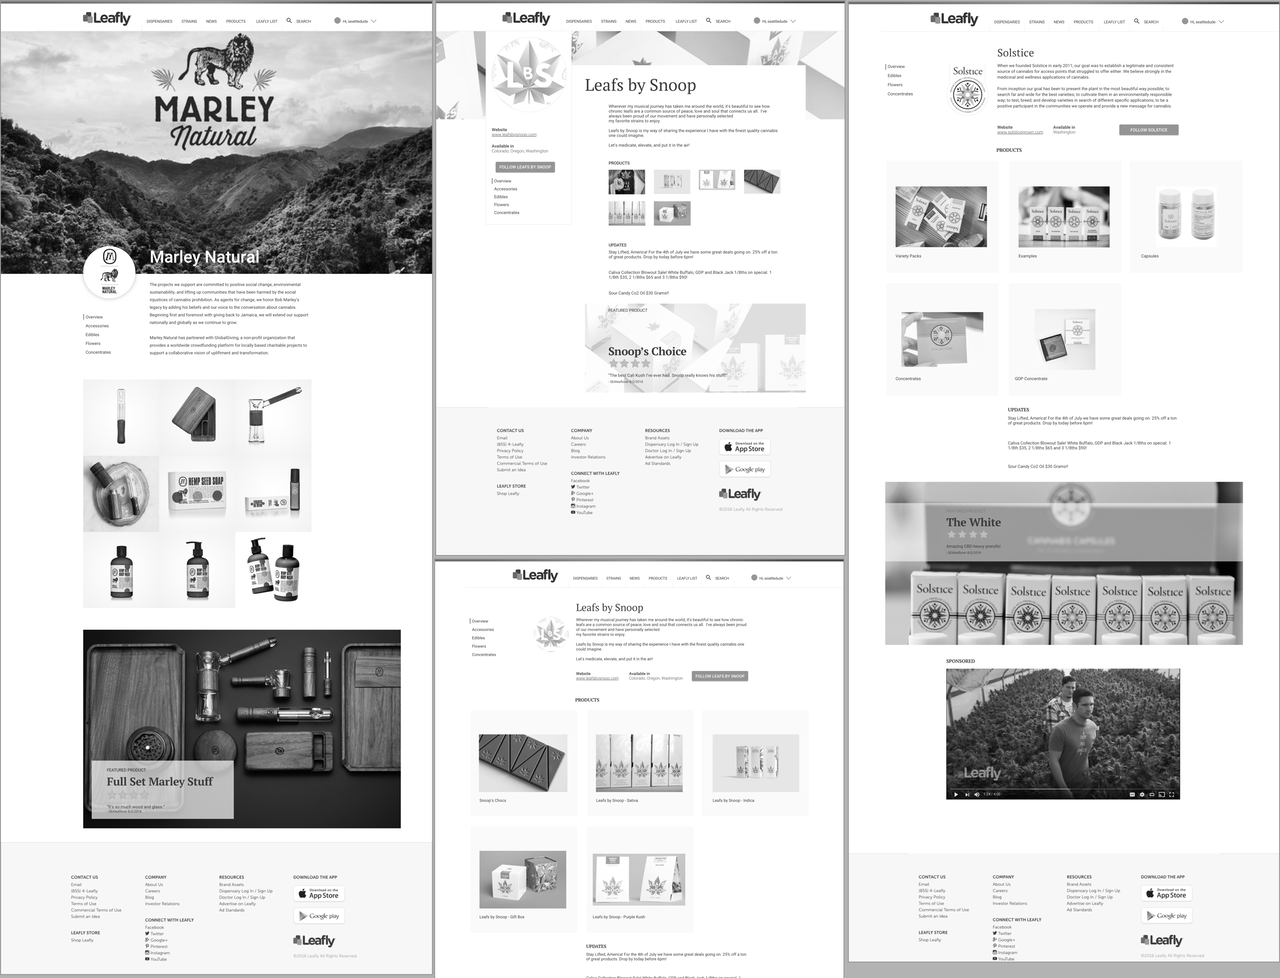 Leafly
DISPENSARIES STRAINS NEWS PRODUCTS LEAFLY LIST SEARCH Hi, seattledude
MARLEY
Natural
Marley Natural
Overview
Accessories
Edibles
Flowers
Concentrates
The projects we support are committed to positive social change, environmental
sustainability, and lifting up communities that have been harmed by the social
injustices of cannabis prohibition. As agents for change, we honor Bob Marley's
legacy by adding his beliefs and our voice to the conversation about cannabis.
Beginning first and foremost with giving back to Jamaica, we will extend our support
nationally and globally as we continue to grow.
Marley Natural has partnered with GlobalGiving, a non-profit organization that
provides a worldwide crowdfunding platform for locally based charitable projects to
support a collaborative vision of upliftment and transformation.
HEMP SEED SOAP
FEATURED PRODUCT
Full Set Marley Stuff
"It's so much wood and glass."
CONTACT US
Email
(855) 4-Leafly
Privacy Policy
Terms of Use
Commercial Terms of Use
Submit an Idea
LEAFLY STORE
Shop Leafly
COMPANY
About Us
Careers
Blog
Investor Relations
CONNECT WITH LEAFLY
Facebook
Twitter
Google+
Pinterest
Instagram
YouTube
RESOURCES
Brand Assets
Dispensary Log In / Sign Up
Doctor Log In / Sign Up
Advertise on Leafly
Ad Standards
DOWNLOAD THE APP
Download on the
App Store
Google play
Leafly
©2016 Leafly All Rights Reserved.
Leafly
DISPENSARIES STRAINS NEWS PRODUCTS LEAFLY LIST SEARCH Hi, seattledude
LBS
Website
www.leafsbysnoop.com
Available in
Colorado, Oregon, Washington
FOLLOW LEAFS BY SNOOP
Overview
Accessories
Edibles
Flowers
Concentrates
Leafs by Snoop
Wherever my musical journey has taken me around the world, it's beautiful to see how
chronic leafs are a common source of peace, love and soul that connects us all. I've
always been proud of our movement and have personally selected
my favorite strains to enjoy.
Leafs by Snoop is my way of sharing the experience I have with the finest quality cannabis
one could imagine.
Let's medicate, elevate, and put it in the air!
PRODUCTS
UPDATES
Stay Lifted, America! For the 4th of July we have some great deals going on. 25% off a ton
of great products. Drop by today before 6pm!
Caliva Collection Blowout Sale! White Buffalo, GDP and Black Jack 1/8ths on special: 1
1/8th $35, 2 1/8ths $65 and 3 1/8ths $90!
Sour Candy Co2 Oil $30 Grams!!
FEATURED PRODUCT
Snoop's Choice
"The best Cali Kush I've ever had. Snoop really knows his stuff."
CONTACT US
Email
(855) 4-Leafly
Privacy Policy
Terms of Use
Commercial Terms of Use
Submit an Idea
LEAFLY STORE
Shop Leafly
COMPANY
About Us
Careers
Blog
Investor Relations
CONNECT WITH LEAFLY
Facebook
Twitter
Google+
Pinterest
Instagram
YouTube
RESOURCES
Brand Assets
Dispensary Log In / Sign Up
Doctor Log In / Sign Up
Advertise on Leafly
Ad Standards
DOWNLOAD THE APP
Download on the
App Store
Google play
Leafly
©2016 Leafly All Rights Reserved.
Leafly
DISPENSARIES STRAINS NEWS PRODUCTS LEAFLY LIST SEARCH Hi, seattledude
Overview
Accessories
Edibles
Flowers
Concentrates
Leafs by Snoop
Wherever my musical journey has taken me around the world, it's beautiful to see how chronic
leafs are a common source of peace, love and soul that connects us all. I've always been proud
of our movement and have personally selected
my favorite strains to enjoy.
Leafs by Snoop is my way of sharing the experience I have with the finest quality cannabis one
could imagine.
Let's medicate, elevate, and put it in the air!
Website
www.leafsbysnoop.com
Available in
Colorado, Oregon, Washington
FOLLOW LEAFS BY SNOOP
PRODUCTS
Snoop's Choco
Leafs by Snoop - Sativa
Leafs by Snoop - Indica
Leafs by Snoop - Gift Box
Leafs by Snoop - Purple Kush
UPDATES
Stay Lifted, America! For the 4th of July we have some great deals going on. 25% off a ton
of great products. Drop by today before 6pm!
Leafly
DISPENSARIES STRAINS NEWS PRODUCTS LEAFLY LIST SEARCH Hi, seattledude
Overview
Edibles
Flowers
Concentrates
Solstice
Solstice
When we founded Solstice in early 2011, our goal was to establish a legitimate and consistent
source of cannabis for access points that struggled to offer either. We believe strongly in the
medicinal and wellness applications of cannabis.
From inception our goal has been to present the plant in the most beautiful way possible; to
search far and wide for the best varieties; to cultivate them in an environmentally responsible
way; to test, breed, and develop varieties in search of different specific applications; to be a
positive participant in the communities we operate and provide a new message for cannabis.
Website
www.solsticegrown.com
Available in
Washington
FOLLOW SOLSTICE
PRODUCTS
Variety Packs
Examples
Capsules
Concentrates
GDP Concentrate
UPDATES
Stay Lifted, America! For the 4th of July we have some great deals going on. 25% off a ton
of great products. Drop by today before 6pm!
Caliva Collection Blowout Sale! White Buffalo, GDP and Black Jack 1/8ths on special: 1
1/8th $35, 2 1/8ths $65 and 3 1/8ths $90!
Sour Candy Co2 Oil $30 Grams!!
The White
Amazing CBD heavy prerolls!
CANNABIS CAPSULES
Solstice Solstice Solstice Solstice Solstice Solstice Solstice
SPONSORED
Leafly
CONTACT US
Email
(855) 4-Leafly
Privacy Policy
Terms of Use
Commercial Terms of Use
Submit an Idea
LEAFLY STORE
Shop Leafly
COMPANY
About Us
Careers
Blog
Investor Relations
CONNECT WITH LEAFLY
Facebook
Twitter
Google+
Pinterest
Instagram
YouTube
RESOURCES
Brand Assets
Dispensary Log In / Sign Up
Doctor Log In / Sign Up
Advertise on Leafly
Ad Standards
DOWNLOAD THE APP
Download on the
App Store
Google play
Leafly
©2016 Leafly All Rights Reserved.